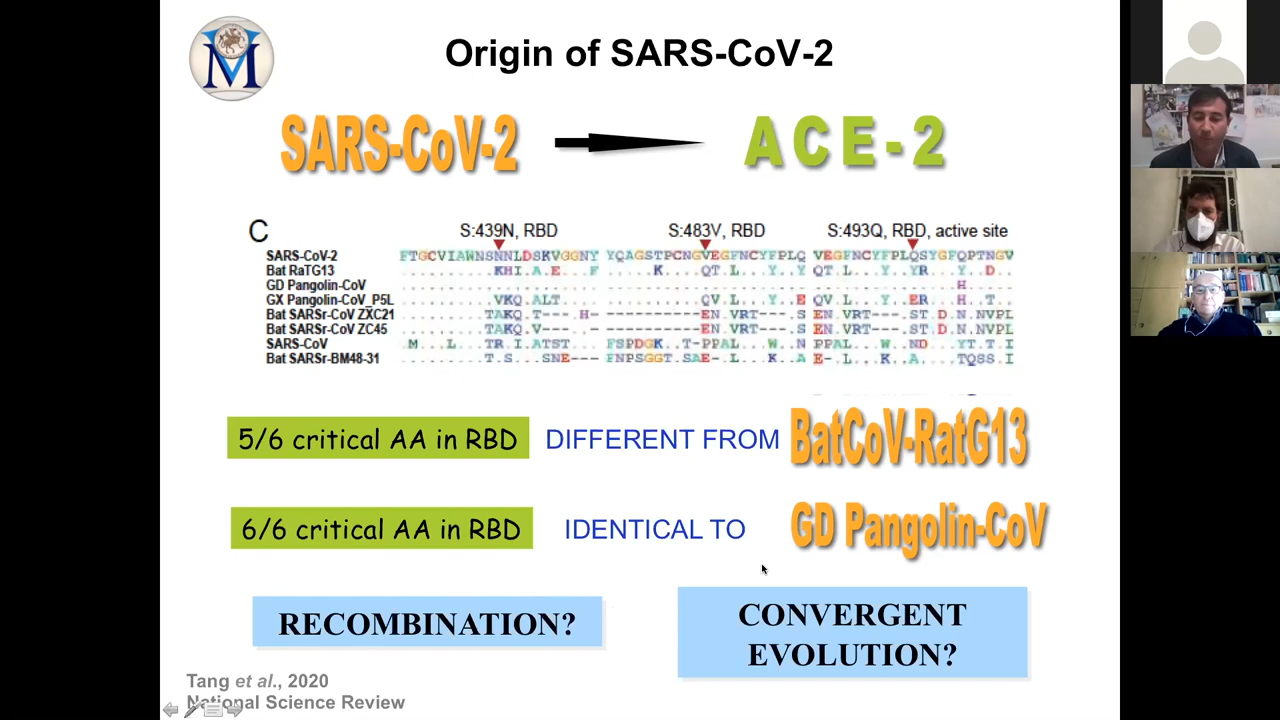 Origin of SARS-CoV-2
SARS-CoV-2
ACE-2
C
S:439N, RBD
S:483V, RBD
S:493Q, RBD, active site
SARS-CoV-2 FTGCVIAWNSNNLDSKVGGNY YQAGSTPCNGVEGFNCYFPLQ VEGFNCYFPLQSYGFQPTNGV
Bat RaTG13
GD Pangolin-CoV
GX Pangolin-CoV_P5L
Bat SARSr-CoV ZXC21
Bat SARSr-CoV ZC45
SARS-CoV
Bat SARSr-BM48-31
5/6 critical AA in RBD DIFFERENT FROM BatCoV-RatG13
6/6 critical AA in RBD IDENTICAL TO GD Pangolin-CoV
RECOMBINATION?
CONVERGENT
EVOLUTION?
Tang et al., 2020
National Science Review